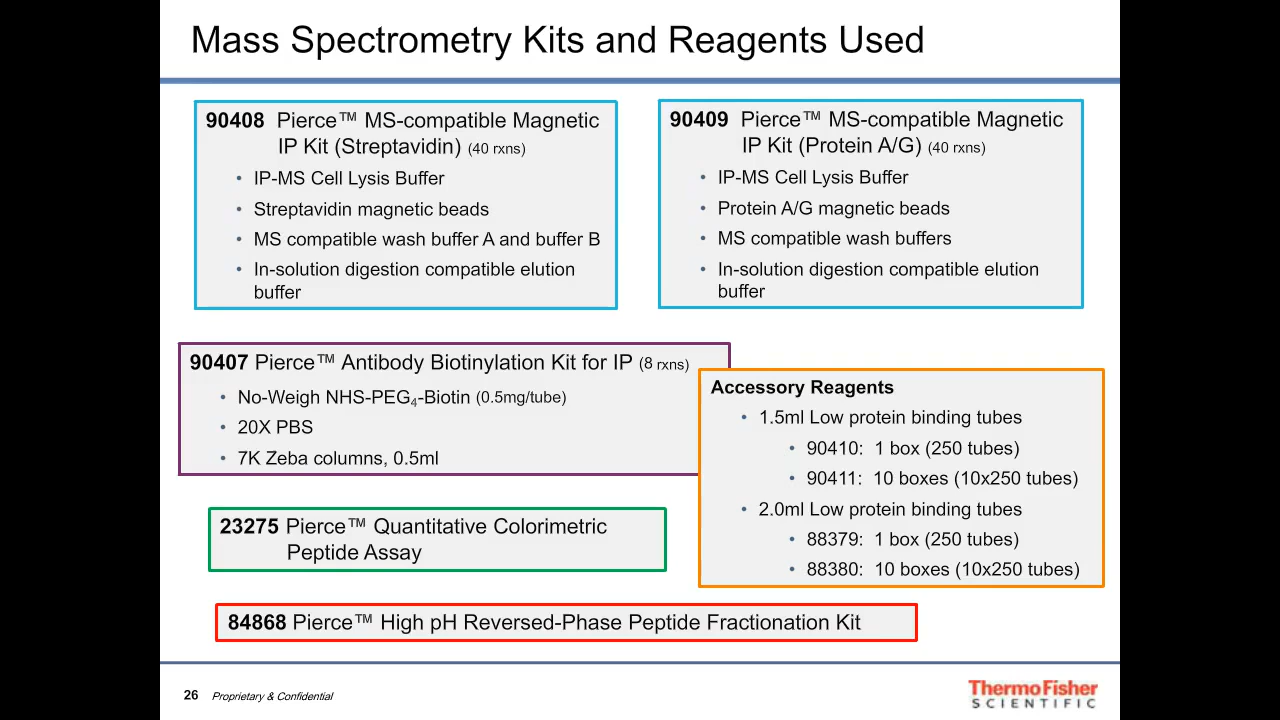 Mass Spectrometry Kits and Reagents Used
90408 Pierce™ MS-compatible Magnetic
IP Kit (Streptavidin) (40 rxns)
• IP-MS Cell Lysis Buffer
• Streptavidin magnetic beads
• MS compatible wash buffer A and buffer B
• In-solution digestion compatible elution
buffer
90409 Pierce™ MS-compatible Magnetic
IP Kit (Protein A/G) (40 rxns)
• IP-MS Cell Lysis Buffer
• Protein A/G magnetic beads
• MS compatible wash buffers
• In-solution digestion compatible elution
buffer
90407 Pierce™ Antibody Biotinylation Kit for IP (8 rxns)
• No-Weigh NHS-PEG₄-Biotin (0.5mg/tube)
• 20X PBS
• 7K Zeba columns, 0.5ml
Accessory Reagents
• 1.5ml Low protein binding tubes
• 90410: 1 box (250 tubes)
• 90411: 10 boxes (10x250 tubes)
• 2.0ml Low protein binding tubes
• 88379: 1 box (250 tubes)
• 88380: 10 boxes (10x250 tubes)
23275 Pierce™ Quantitative Colorimetric
Peptide Assay
84868 Pierce™ High pH Reversed-Phase Peptide Fractionation Kit
26 Proprietary & Confidential
ThermoFisher
SCIENTIFIC